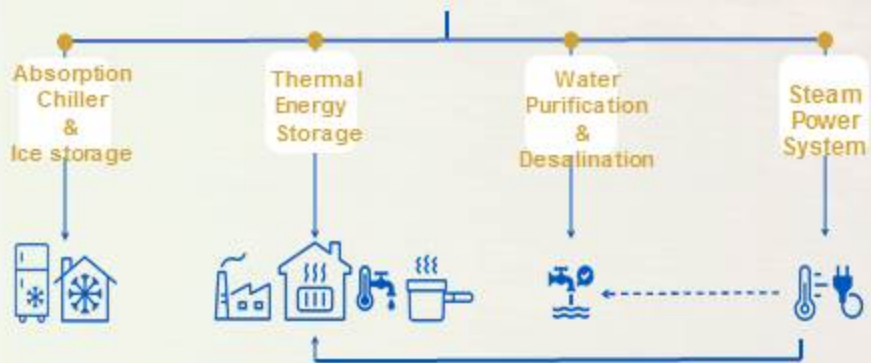 Absorption
Chiller
&
Ice storage
Thermal
Energy
Storage
Water
Purification
&
Desalination
Steam
Power
System